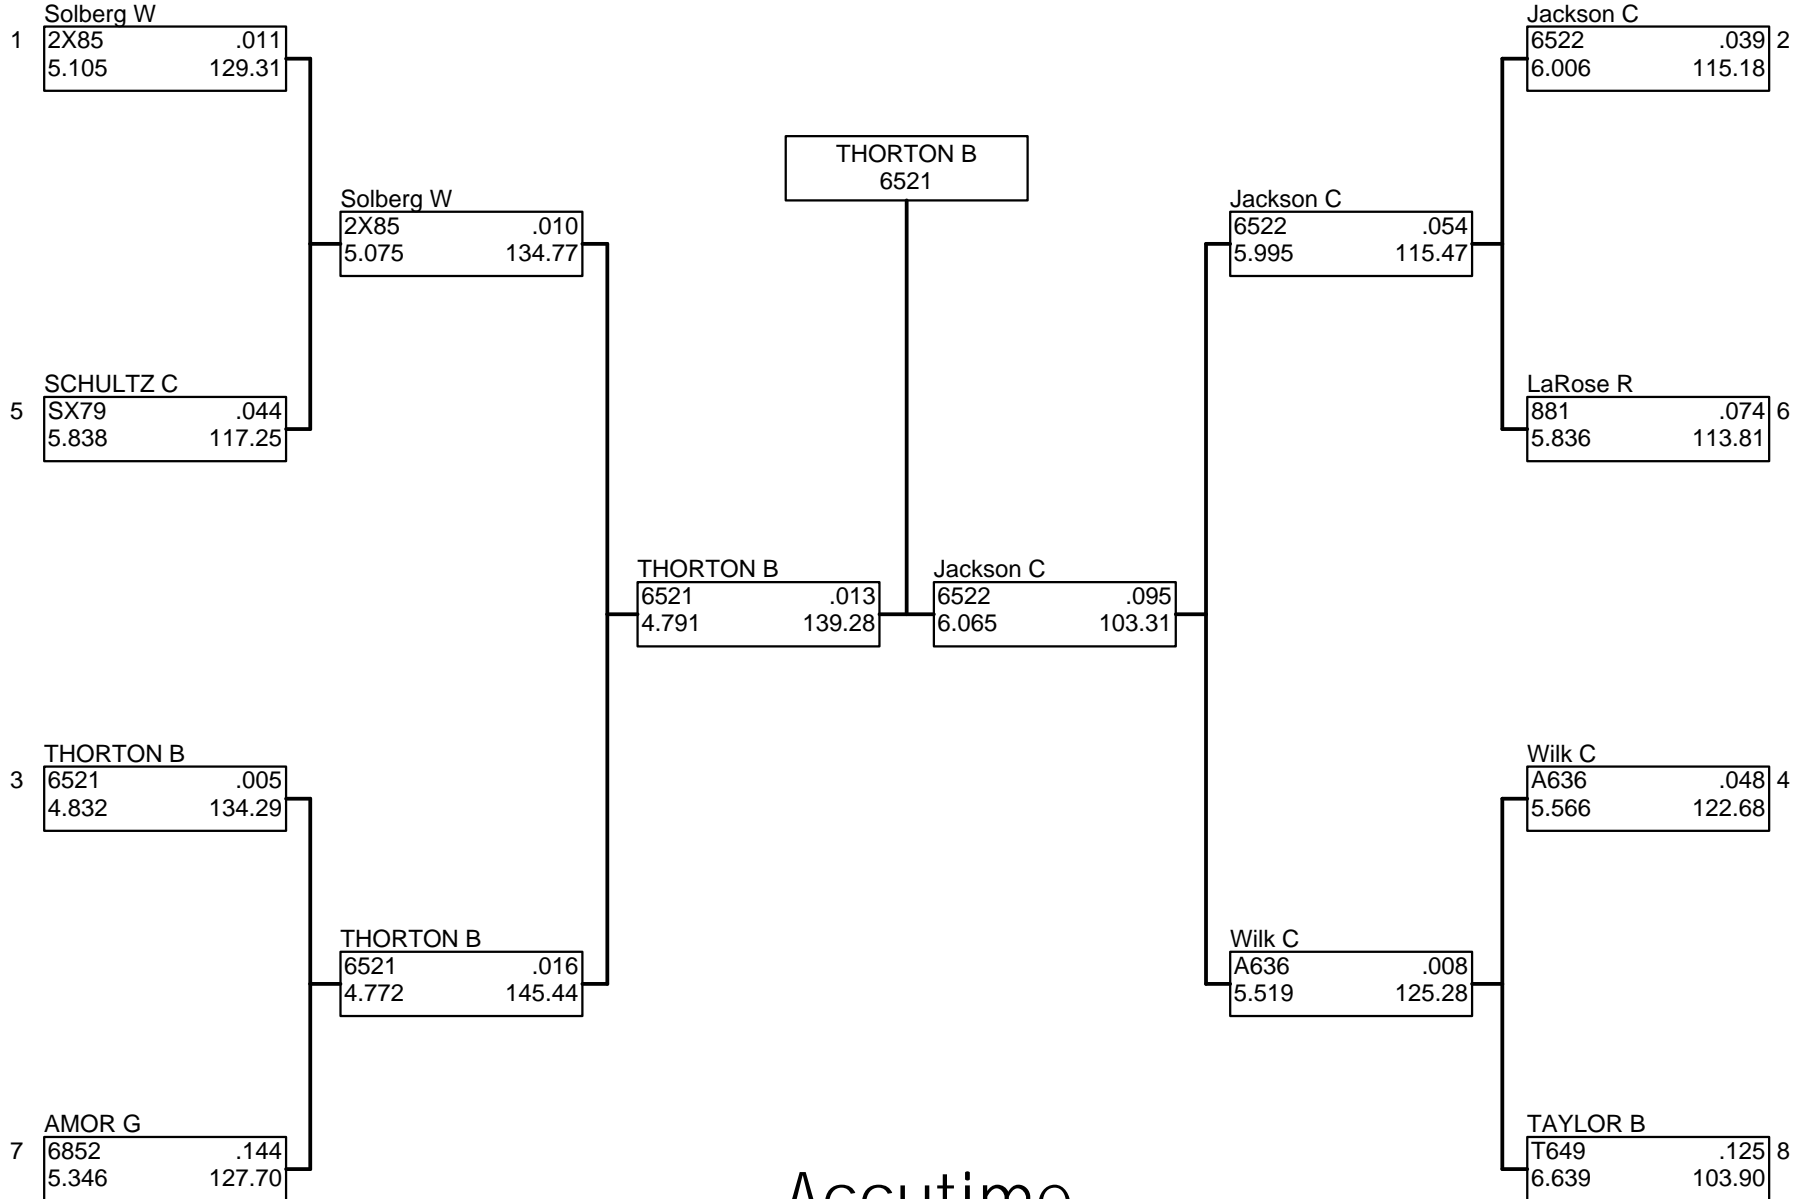 Solberg W
1 2X85 .011
5.105 129.31
Jackson C
6522 .039 2
6.006 115.18
THORTON B
6521
Solberg W
2X85 .010
5.075 134.77
Jackson C
6522 .054
5.995 115.47
SCHULTZ C
5 SX79 .044
5.838 117.25
LaRose R
881 .074 6
5.836 113.81
THORTON B
6521 .013
4.791 139.28
Jackson C
6522 .095
6.065 103.31
THORTON B
3 6521 .005
4.832 134.29
Wilk C
A636 .048 4
5.566 122.68
THORTON B
6521 .016
4.772 145.44
Wilk C
A636 .008
5.519 125.28
AMOR G
7 6852 .144
5.346 127.70
TAYLOR B
T649 .125 8
6.639 103.90
Accutime